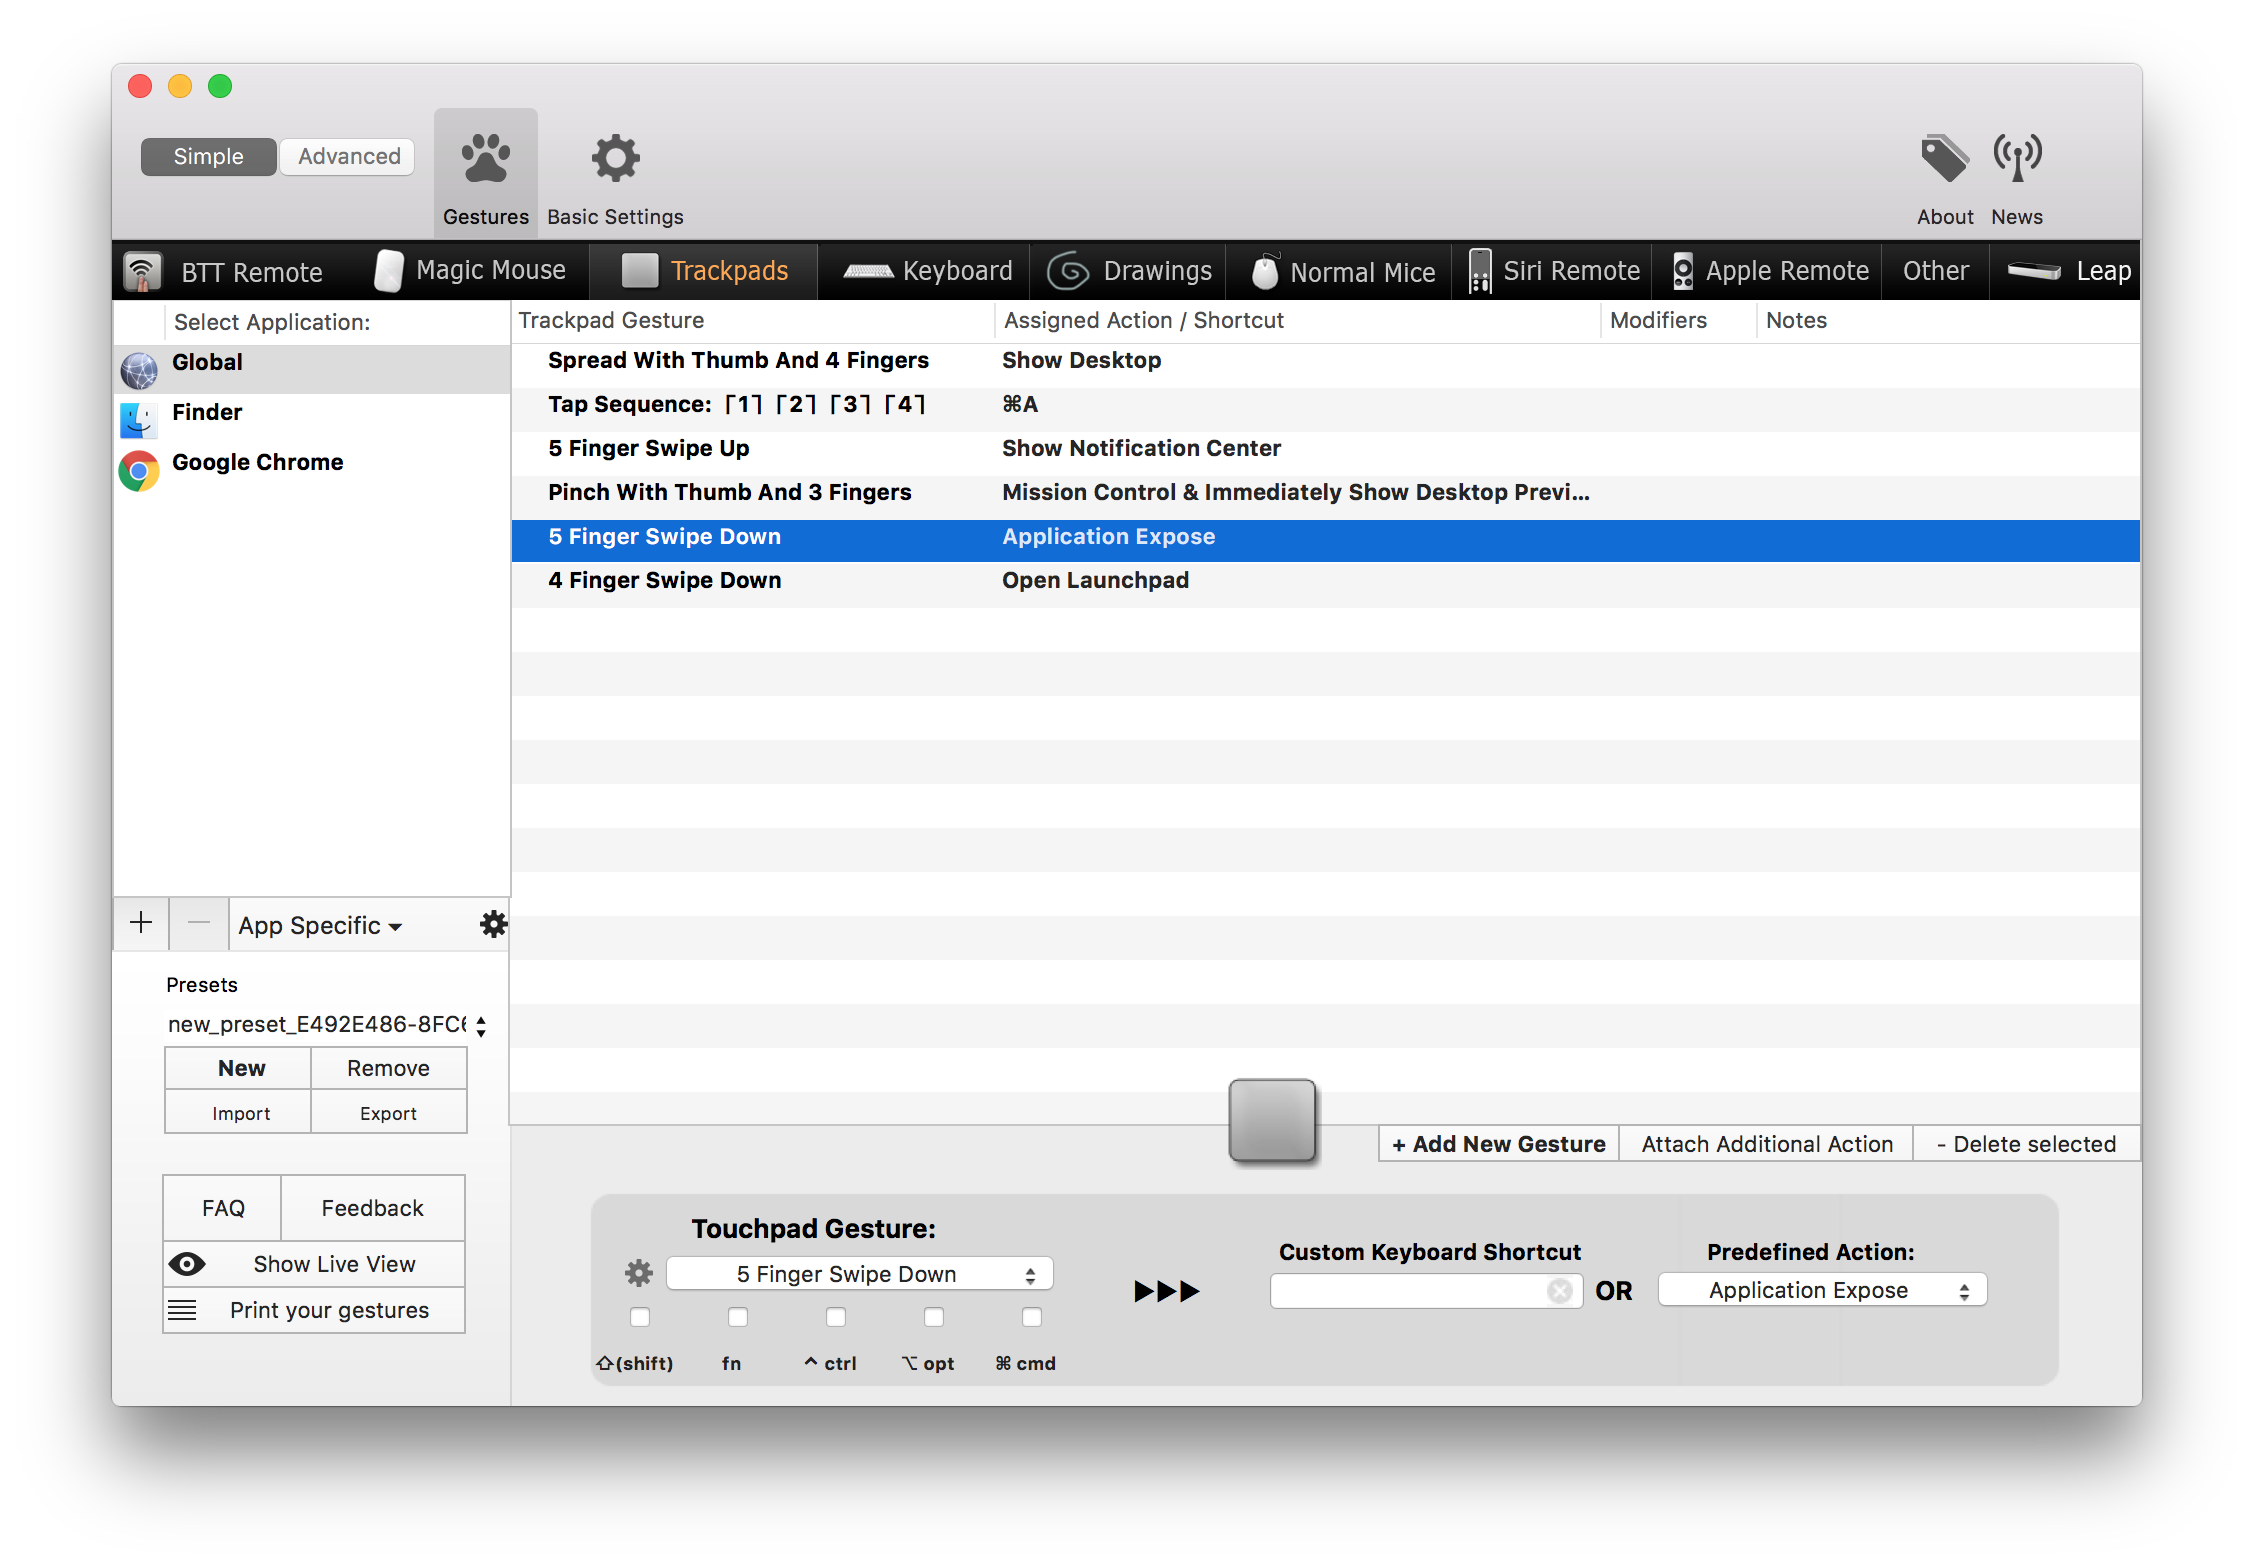 Simple Advanced
Gestures Basic Settings About News
BTT Remote Magic Mouse Trackpads Keyboard Drawings Normal Mice Siri Remote Apple Remote Other Leap
Select Application:
Global
Finder
Google Chrome
Trackpad Gesture Assigned Action / Shortcut Modifiers Notes
Spread With Thumb And 4 Fingers Show Desktop
Tap Sequence: ⎡1⎤ ⎡2⎤ ⎡3⎤ ⎡4⎤ ⌘A
5 Finger Swipe Up Show Notification Center
Pinch With Thumb And 3 Fingers Mission Control & Immediately Show Desktop Previ...
5 Finger Swipe Down Application Expose
4 Finger Swipe Down Open Launchpad
+ − App Specific
Presets
new_preset_E492E486-8FC6
New Remove
Import Export
FAQ Feedback
Show Live View
Print your gestures
+ Add New Gesture Attach Additional Action - Delete selected
Touchpad Gesture:
5 Finger Swipe Down
⇧(shift) fn ^ ctrl ⌥ opt ⌘ cmd
▶▶▶
Custom Keyboard Shortcut
OR
Predefined Action:
Application Expose